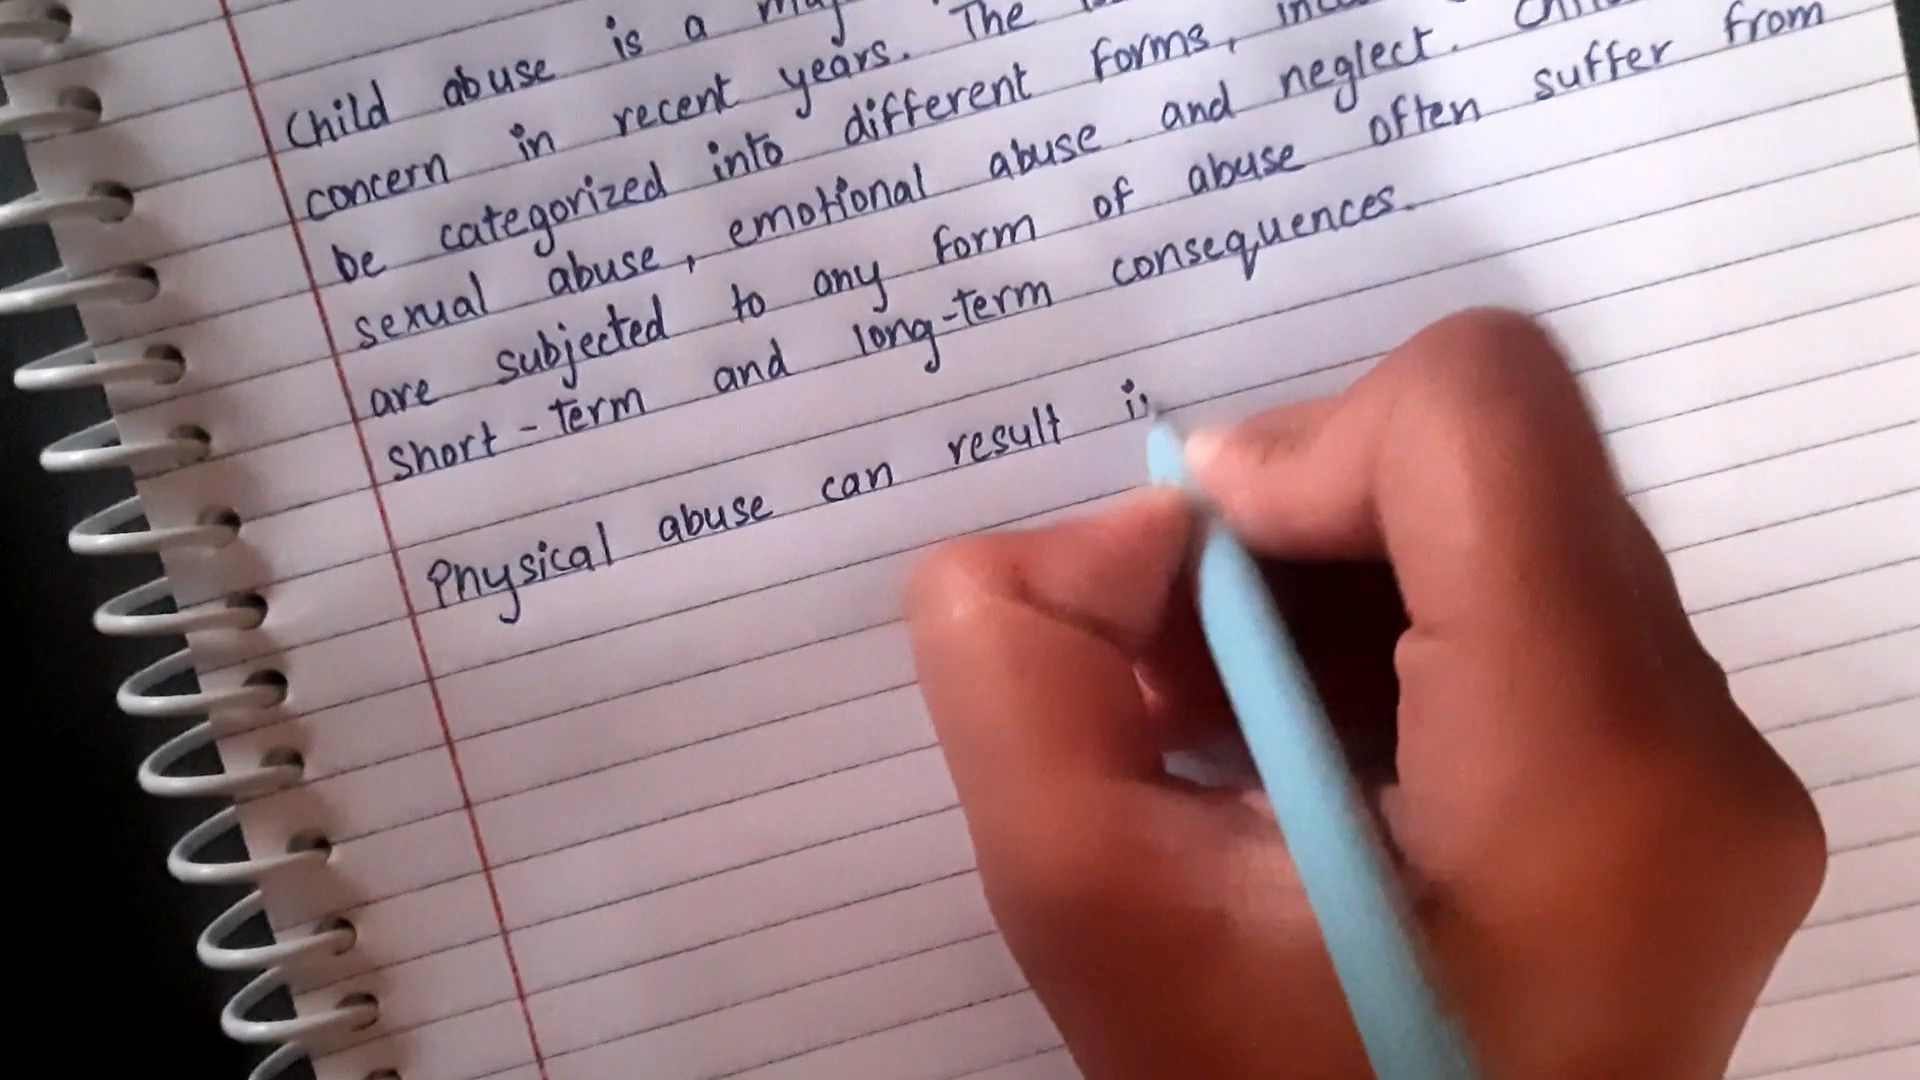 Child abuse is a
concern in recent years. The
be categorized into different forms,
sexual abuse, emotional abuse and neglect.
are subjected to any form of abuse often suffer from
short-term and long-term consequences.
Physical abuse can result